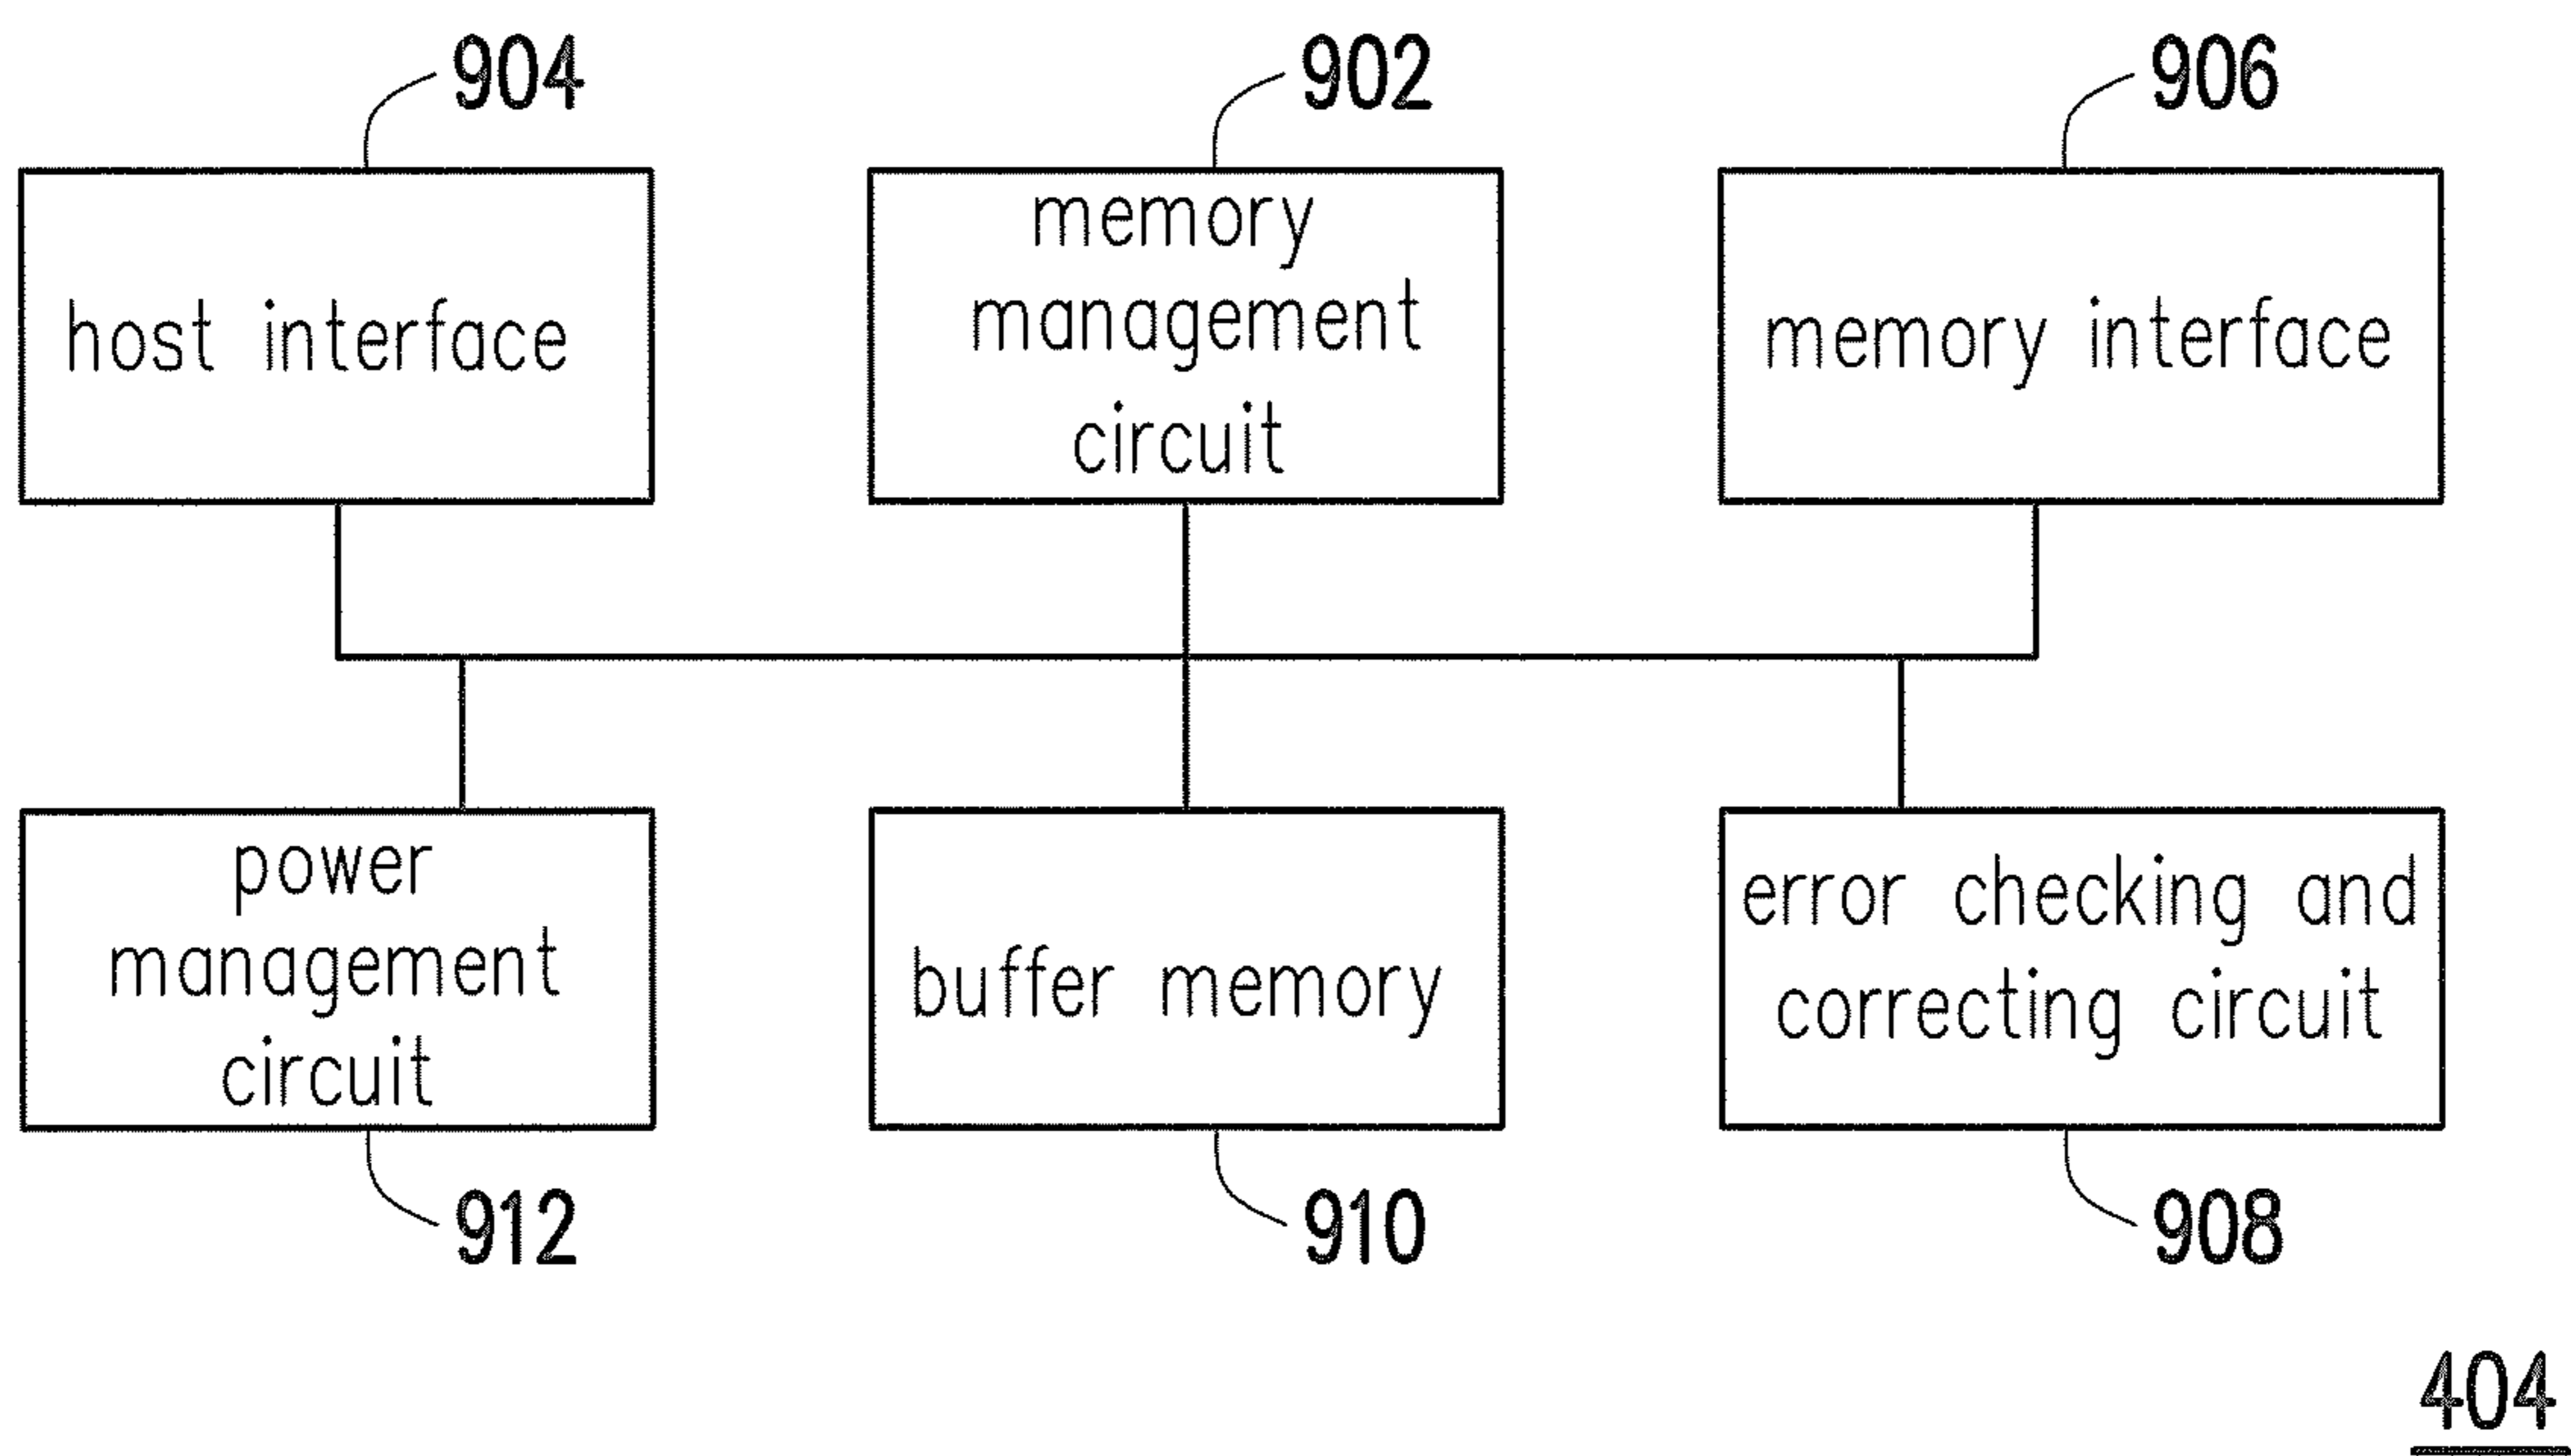 904
902
906
host interface
memory
management
circuit
memory interface
power
management
circuit
buffer memory
error checking and
correcting circuit
912
910
908
404